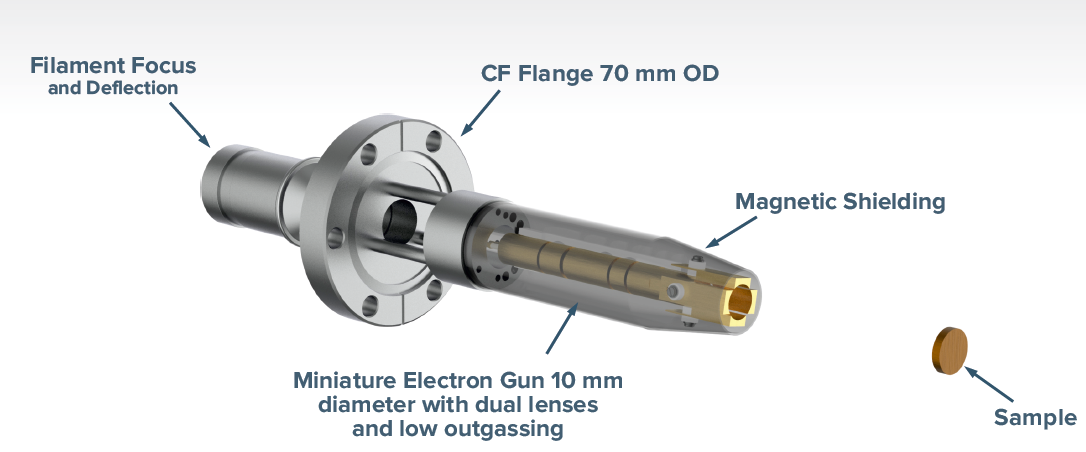 Filament Focus
and Deflection
CF Flange 70 mm OD
Magnetic Shielding
Miniature Electron Gun 10 mm
diameter with dual lenses
and low outgassing
Sample